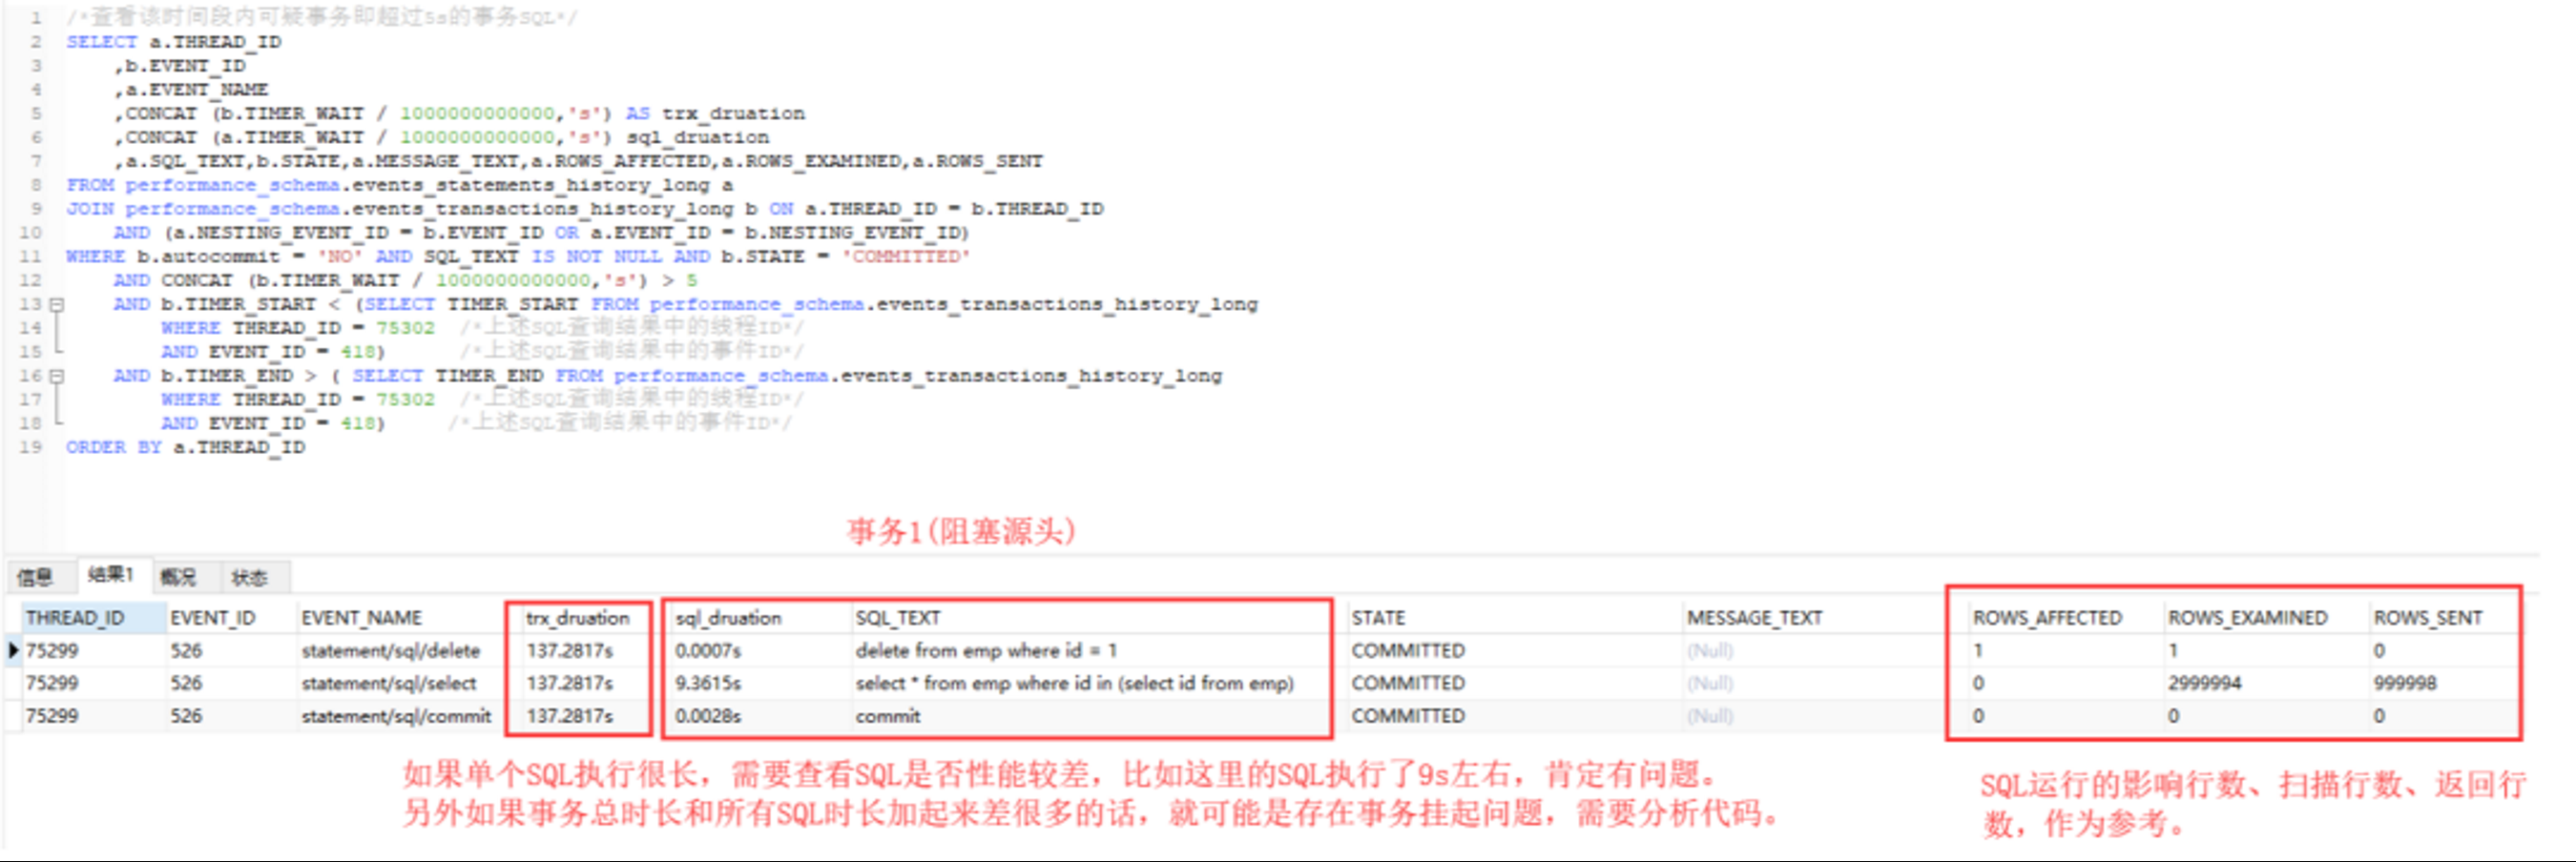 1 /*查看该时间段内可疑事务即超过5s的事务SQL*/
2 SELECT a.THREAD_ID
3 ,b.EVENT_ID
4 ,a.EVENT_NAME
5 ,CONCAT (b.TIMER_WAIT / 1000000000000,'s') AS trx_druation
6 ,CONCAT (a.TIMER_WAIT / 1000000000000,'s') sql_druation
7 ,a.SQL_TEXT,b.STATE,a.MESSAGE_TEXT,a.ROWS_AFFECTED,a.ROWS_EXAMINED,a.ROWS_SENT
8 FROM performance_schema.events_statements_history_long a
9 JOIN performance_schema.events_transactions_history_long b ON a.THREAD_ID = b.THREAD_ID
10 AND (a.NESTING_EVENT_ID = b.EVENT_ID OR a.EVENT_ID = b.NESTING_EVENT_ID)
11 WHERE b.autocommit = 'NO' AND SQL_TEXT IS NOT NULL AND b.STATE = 'COMMITTED'
12 AND CONCAT (b.TIMER_WAIT / 1000000000000,'s') > 5
13 AND b.TIMER_START < (SELECT TIMER_START FROM performance_schema.events_transactions_history_long
14 WHERE THREAD_ID = 75302 /*上述SQL查询结果中的线程ID*/
15 AND EVENT_ID = 418) /*上述SQL查询结果中的事件ID*/
16 AND b.TIMER_END > ( SELECT TIMER_END FROM performance_schema.events_transactions_history_long
17 WHERE THREAD_ID = 75302 /*上述SQL查询结果中的线程ID*/
18 AND EVENT_ID = 418) /*上述SQL查询结果中的事件ID*/
19 ORDER BY a.THREAD_ID
事务1(阻塞源头)
信息 结果1 概况 状态
THREAD_ID EVENT_ID EVENT_NAME trx_druation sql_druation SQL_TEXT STATE MESSAGE_TEXT ROWS_AFFECTED ROWS_EXAMINED ROWS_SENT
75299 526 statement/sql/delete 137.2817s 0.0007s delete from emp where id = 1 COMMITTED (Null) 1 1 0
75299 526 statement/sql/select 137.2817s 9.3615s select * from emp where id in (select id from emp) COMMITTED (Null) 0 2999994 999998
75299 526 statement/sql/commit 137.2817s 0.0028s commit COMMITTED (Null) 0 0 0
如果单个SQL执行很长，需要查看SQL是否性能较差，比如这里的SQL执行了9s左右，肯定有问题。
另外如果事务总时长和所有SQL时长加起来差很多的话，就可能是存在事务挂起问题，需要分析代码。
SQL运行的影响行数、扫描行数、返回行
数，作为参考。